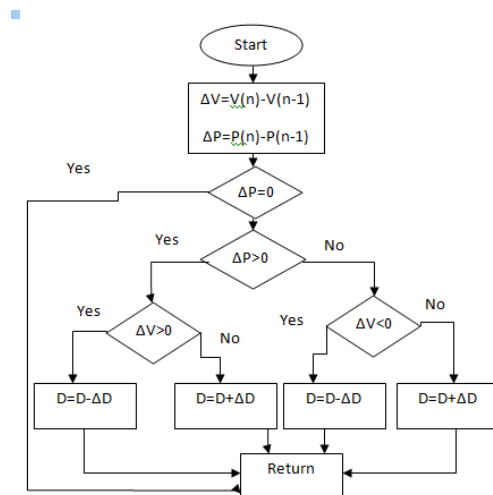 Start
ΔV=V(n)-V(n-1)
ΔP=P(n)-P(n-1)
Yes
ΔP=0
Yes
ΔP>0
No
Yes
ΔV>0
No
Yes
ΔV<0
No
D=D-ΔD
D=D+ΔD
D=D-ΔD
D=D+ΔD
Return